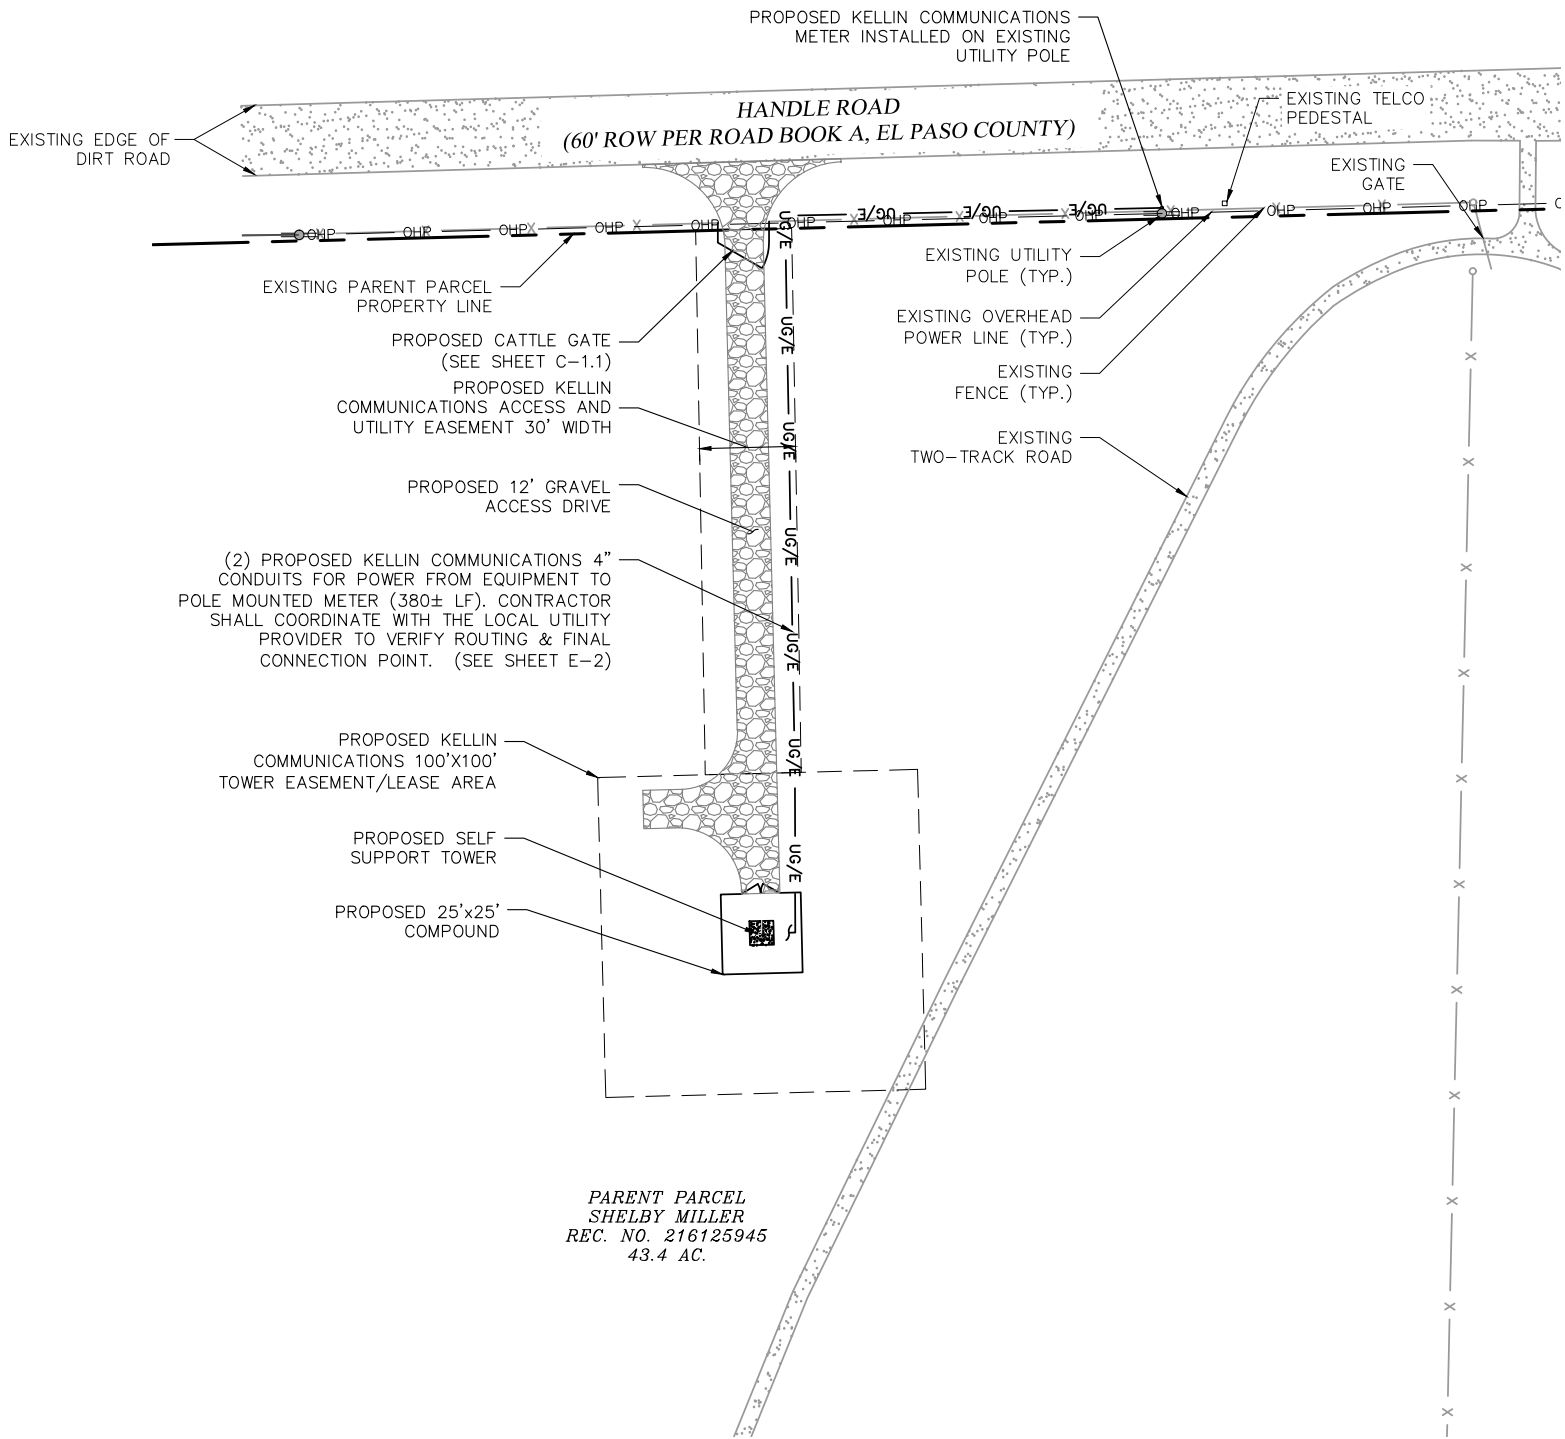 PROPOSED KELLIN COMMUNICATIONS
METER INSTALLED ON EXISTING
UTILITY POLE
HANDLE ROAD
(60' ROW PER ROAD BOOK A, EL PASO COUNTY)
EXISTING TELCO
PEDESTAL
EXISTING EDGE OF
DIRT ROAD
EXISTING
GATE
OHP OHP OHP OHP OHP OHP OHP OHP OHP OHP OHP OHP OHP
X X X X X X X X
UG/E UG/E UG/E
EXISTING PARENT PARCEL
PROPERTY LINE
EXISTING UTILITY
POLE (TYP.)
EXISTING OVERHEAD
POWER LINE (TYP.)
PROPOSED CATTLE GATE
(SEE SHEET C-1.1)
EXISTING
FENCE (TYP.)
PROPOSED KELLIN
COMMUNICATIONS ACCESS AND
UTILITY EASEMENT 30' WIDTH
EXISTING
TWO-TRACK ROAD
PROPOSED 12' GRAVEL
ACCESS DRIVE
(2) PROPOSED KELLIN COMMUNICATIONS 4"
CONDUITS FOR POWER FROM EQUIPMENT TO
POLE MOUNTED METER (380± LF). CONTRACTOR
SHALL COORDINATE WITH THE LOCAL UTILITY
PROVIDER TO VERIFY ROUTING & FINAL
CONNECTION POINT. (SEE SHEET E-2)
UG/E
UG/E
UG/E
UG/E
UG/E
UG/E
UG/E
PROPOSED KELLIN
COMMUNICATIONS 100'X100'
TOWER EASEMENT/LEASE AREA
PROPOSED SELF
SUPPORT TOWER
PROPOSED 25'x25'
COMPOUND
X
X
X
X
X
X
X
X
X
X
X
PARENT PARCEL
SHELBY MILLER
REC. NO. 216125945
43.4 AC.